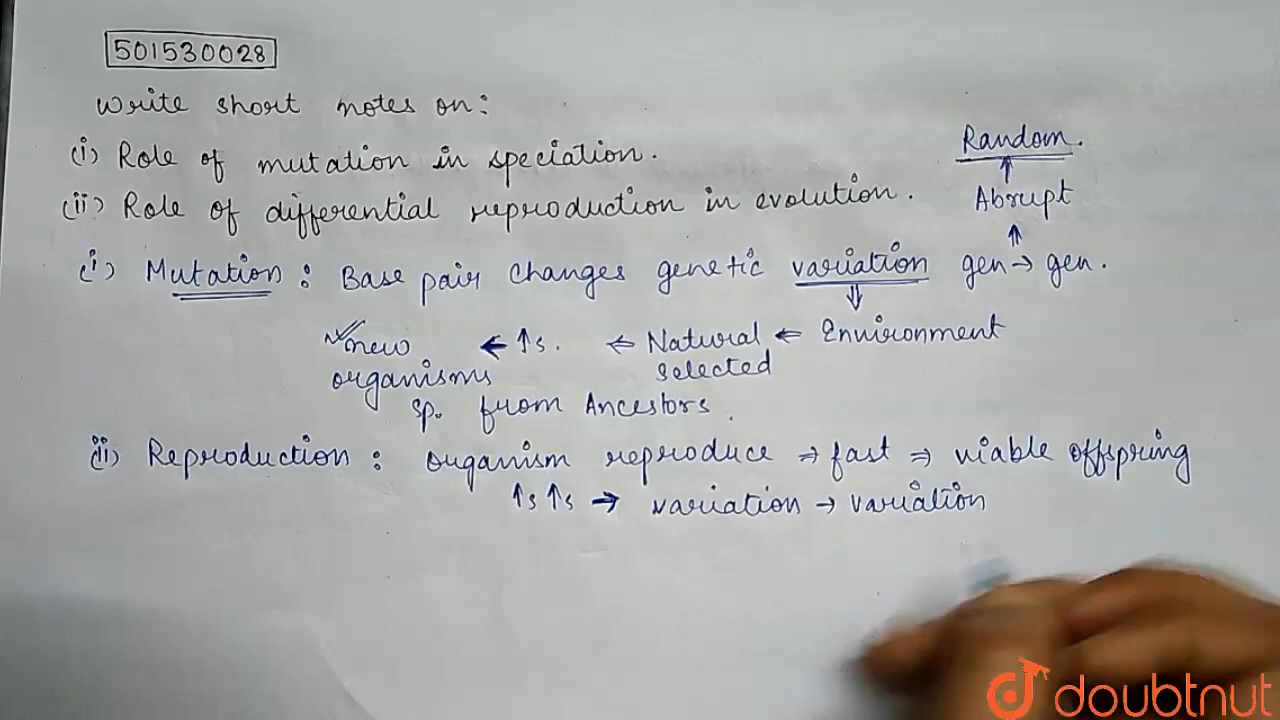 501530028
Write short notes on:
(i) Role of mutation in speciation.
Random.
(ii) Role of differential reproduction in evolution.
Abrupt
(i) Mutation: Base pair changes genetic variation gen → gen.
new ← ↑s. ← Natural ← Environment
organisms selected
sp. from Ancestors.
(ii) Reproduction: organism reproduce → fast ⇒ viable offspring
↑s ↑s → variation → variation
doubtnut